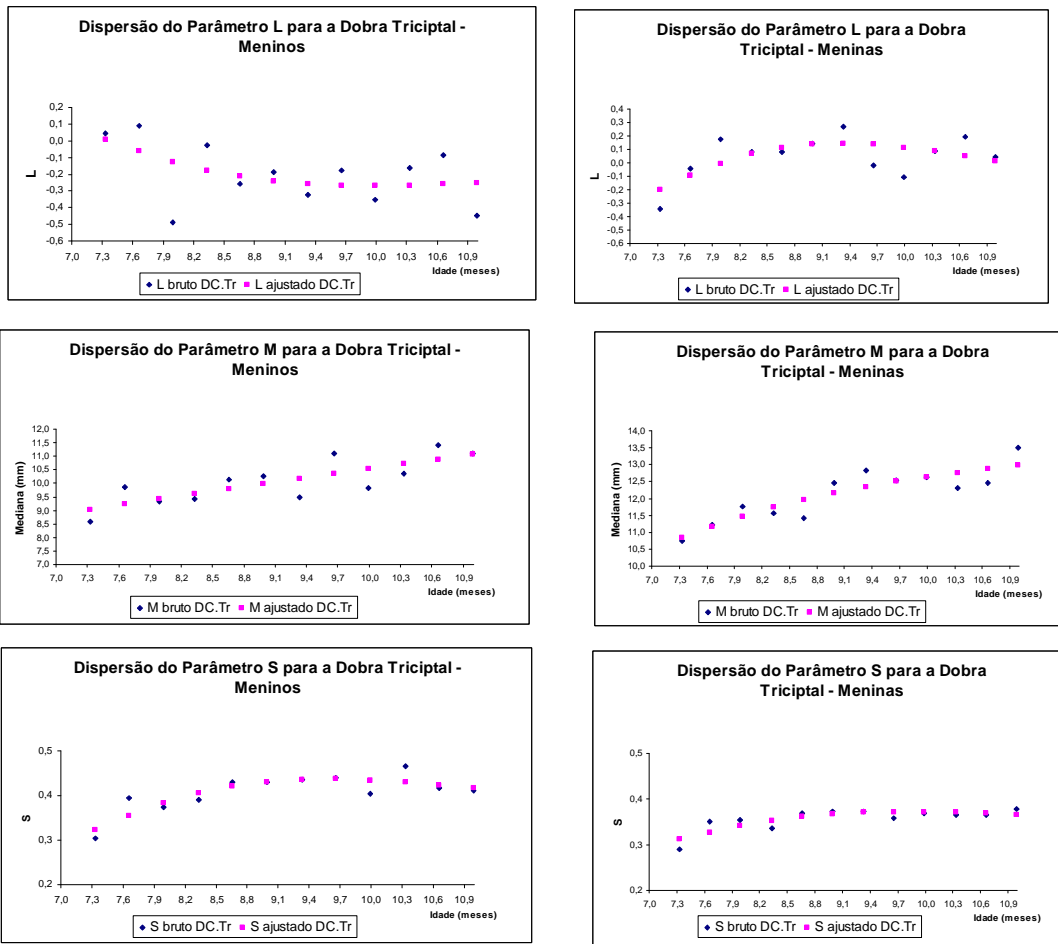 Dispersão do Parâmetro L para a Dobra Triciptal -
Meninos
L
0,2
0,1
0,0
-0,1
-0,2
-0,3
-0,4
-0,5
-0,6
7,0 7,3 7,6 7,9 8,2 8,5 8,8 9,1 9,4 9,7 10,0 10,3 10,6 10,9
Idade (meses)
L bruto DC.Tr L ajustado DC.Tr
Dispersão do Parâmetro L para a Dobra
Triciptal - Meninas
L
0,4
0,3
0,2
0,1
0,0
-0,1
-0,2
-0,3
-0,4
-0,5
-0,6
7,0 7,3 7,6 7,9 8,2 8,5 8,8 9,1 9,4 9,7 10,0 10,3 10,6 10,9
Idade (meses)
L bruto DC.Tr L ajustado DC.Tr
Dispersão do Parâmetro M para a Dobra Triciptal -
Meninos
Mediana (mm)
12,0
11,5
11,0
10,5
10,0
9,5
9,0
8,5
8,0
7,5
7,0
7,0 7,3 7,6 7,9 8,2 8,5 8,8 9,1 9,4 9,7 10,0 10,3 10,6 10,9
Idade (meses)
M bruto DC.Tr M ajustado DC.Tr
Dispersão do Parâmetro M para a Dobra
Triciptal - Meninas
Mediana (mm)
14,0
13,5
13,0
12,5
12,0
11,5
11,0
10,5
10,0
7,0 7,3 7,6 7,9 8,2 8,5 8,8 9,1 9,4 9,7 10,0 10,3 10,6 10,9
Idade (meses)
M bruto DC.Tr M ajustado DC.Tr
Dispersão do Parâmetro S para a Dobra Triciptal -
Meninos
S
0,5
0,4
0,3
0,2
7,0 7,3 7,6 7,9 8,2 8,5 8,8 9,1 9,4 9,7 10,0 10,3 10,6 10,9
Idade (meses)
S bruto DC.Tr S ajustado DC.Tr
Dispersão do Parâmetro S para a Dobra
Triciptal - Meninas
S
0,5
0,4
0,3
0,2
7,0 7,3 7,6 7,9 8,2 8,5 8,8 9,1 9,4 9,7 10,0 10,3 10,6 10,9
Idade (meses)
S bruto DC.Tr S ajustado DC.Tr